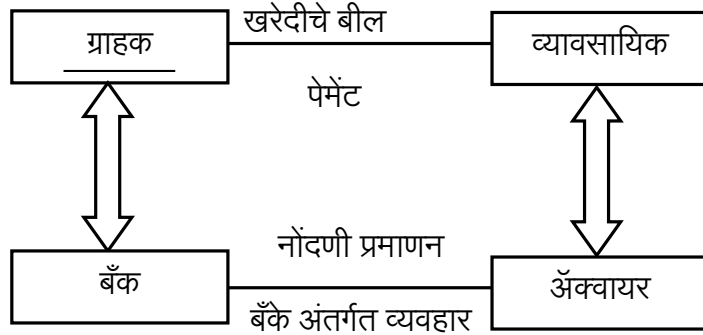 खरेदीचे बील
ग्राहक
व्यावसायिक
पेमेंट
नोंदणी प्रमाणन
बँक
ॲक्वायर
बँके अंतर्गत व्यवहार